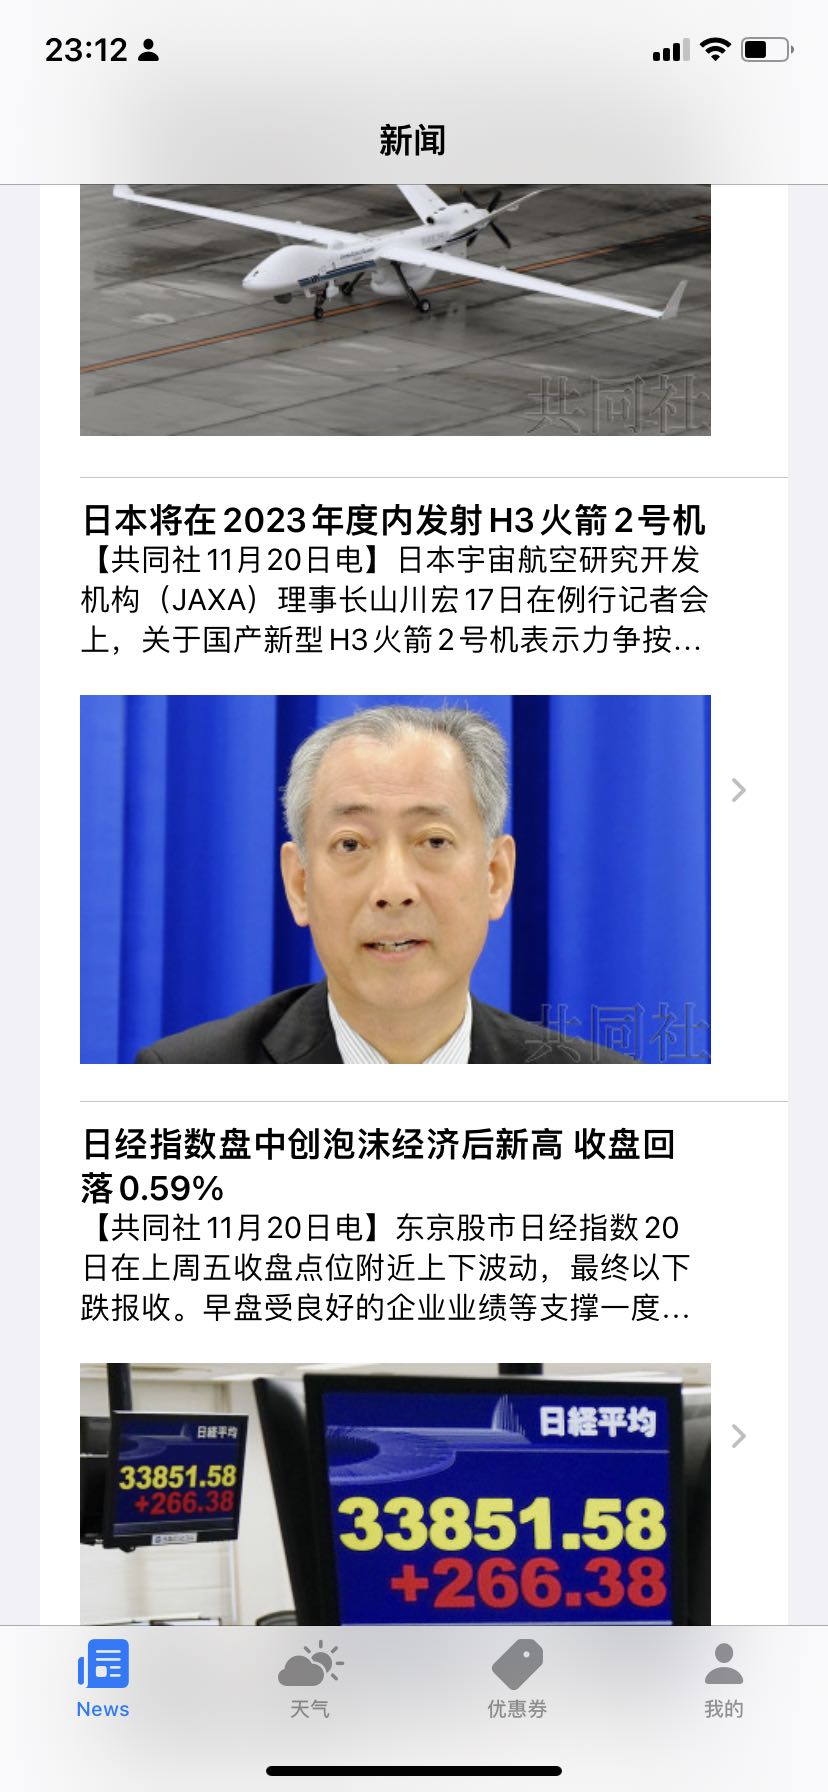 23:12
新闻
共同社
日本将在2023年度内发射H3火箭2号机
【共同社11月20日电】日本宇宙航空研究开发
机构（JAXA）理事长山川宏17日在例行记者会
上，关于国产新型H3火箭2号机表示力争按...
共同社
日经指数盘中创泡沫经济后新高 收盘回
落0.59%
【共同社11月20日电】东京股市日经指数20
日在上周五收盘点位附近上下波动，最终以下
跌报收。早盘受良好的企业业绩等支撑一度...
日経平均
33851.58
+266.38
日経平均
33851.58
+266.38
News
天气
优惠券
我的